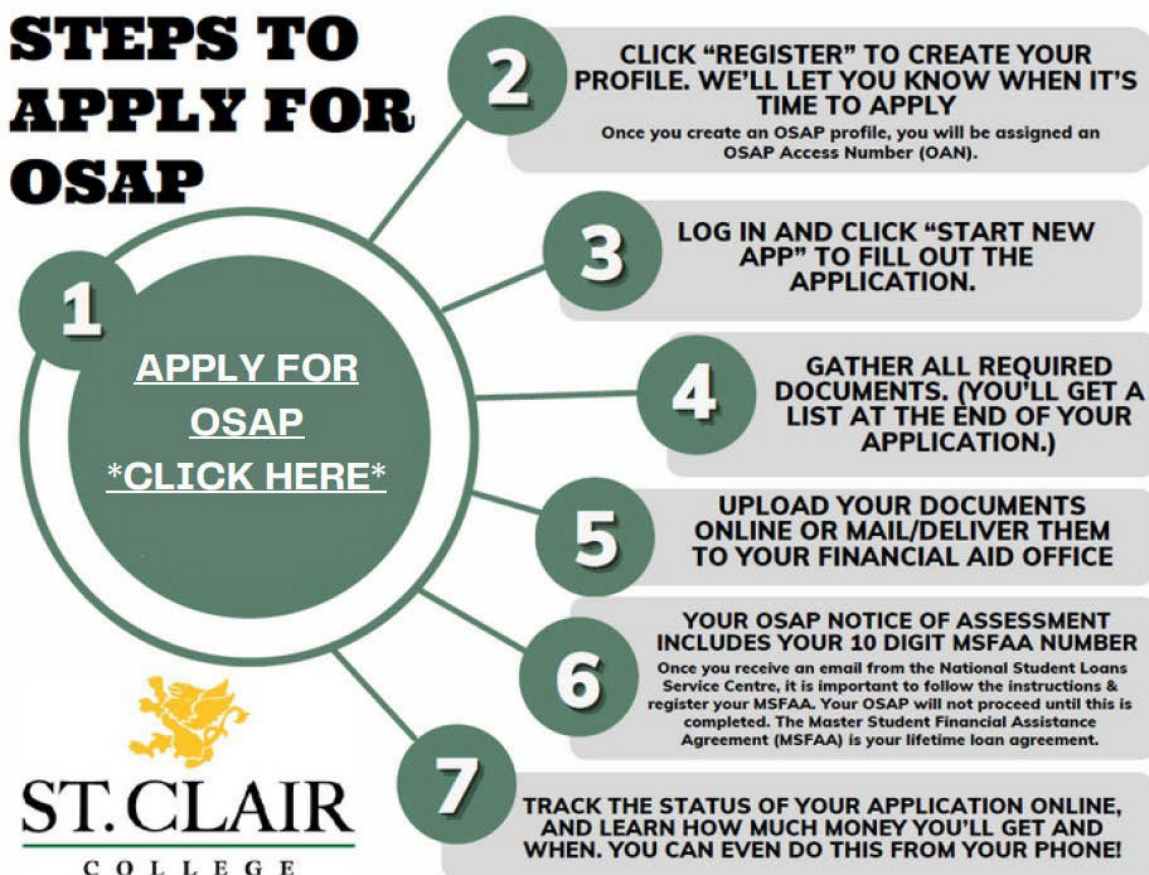 STEPS TO
APPLY FOR
OSAP
1
APPLY FOR
OSAP
*CLICK HERE*
2
CLICK “REGISTER” TO CREATE YOUR
PROFILE. WE’LL LET YOU KNOW WHEN IT’S
TIME TO APPLY
Once you create an OSAP profile, you will be assigned an
OSAP Access Number (OAN).
3
LOG IN AND CLICK “START NEW
APP” TO FILL OUT THE
APPLICATION.
4
GATHER ALL REQUIRED
DOCUMENTS. (YOU’LL GET A
LIST AT THE END OF YOUR
APPLICATION.)
5
UPLOAD YOUR DOCUMENTS
ONLINE OR MAIL/DELIVER THEM
TO YOUR FINANCIAL AID OFFICE
6
YOUR OSAP NOTICE OF ASSESSMENT
INCLUDES YOUR 10 DIGIT MSFAA NUMBER
Once you receive an email from the National Student Loans
Service Centre, it is important to follow the instructions &
register your MSFAA. Your OSAP will not proceed until this is
completed. The Master Student Financial Assistance
Agreement (MSFAA) is your lifetime loan agreement.
7
TRACK THE STATUS OF YOUR APPLICATION ONLINE,
AND LEARN HOW MUCH MONEY YOU’LL GET AND
WHEN. YOU CAN EVEN DO THIS FROM YOUR PHONE!
ST. CLAIR
COLLEGE